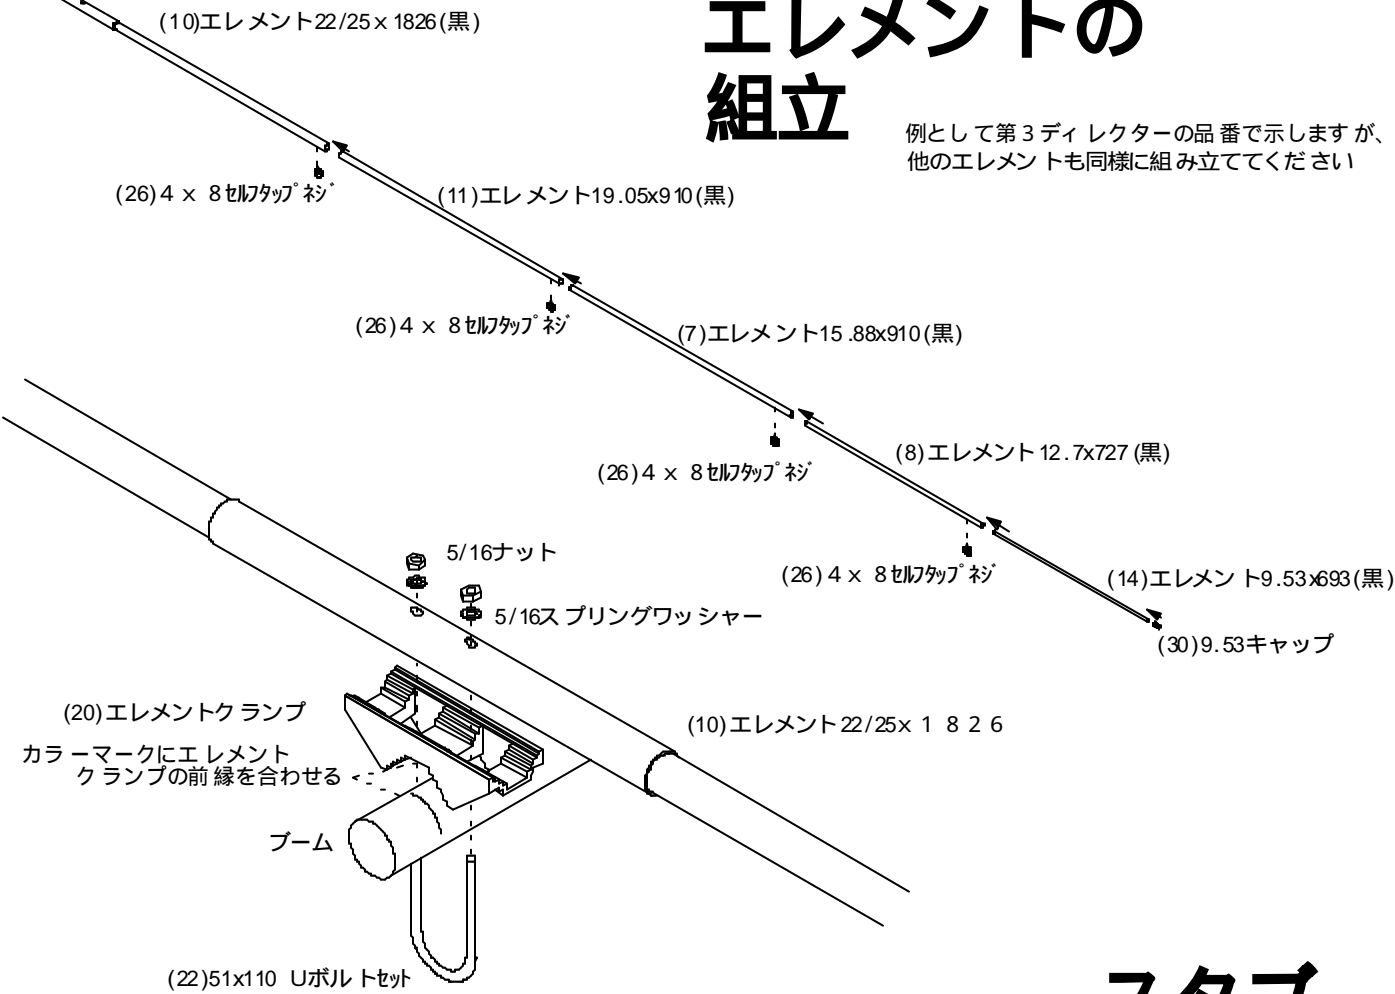 (10)エレメント22/25x1826(黒)
エレメントの
組立
例として第3ディレクターの品番で示しますが、
他のエレメントも同様に組み立ててください
(26)4 x 8ｾﾙﾌﾀｯﾌﾟﾈｼﾞ
(11)エレメント19.05x910(黒)
(26)4 x 8ｾﾙﾌﾀｯﾌﾟﾈｼﾞ
(7)エレメント15.88x910(黒)
(8)エレメント12.7x727(黒)
(26)4 x 8ｾﾙﾌﾀｯﾌﾟﾈｼﾞ
5/16ナット
(26)4 x 8ｾﾙﾌﾀｯﾌﾟﾈｼﾞ
(14)エレメント9.53x693(黒)
5/16スプリングワッシャー
(30)9.53キャップ
(20)エレメントクランプ
(10)エレメント22/25x 1 8 2 6
カラーマークにエレメント
クランプの前縁を合わせる
ブーム
(22)51x110 Uボルトｾｯﾄ
スタブ